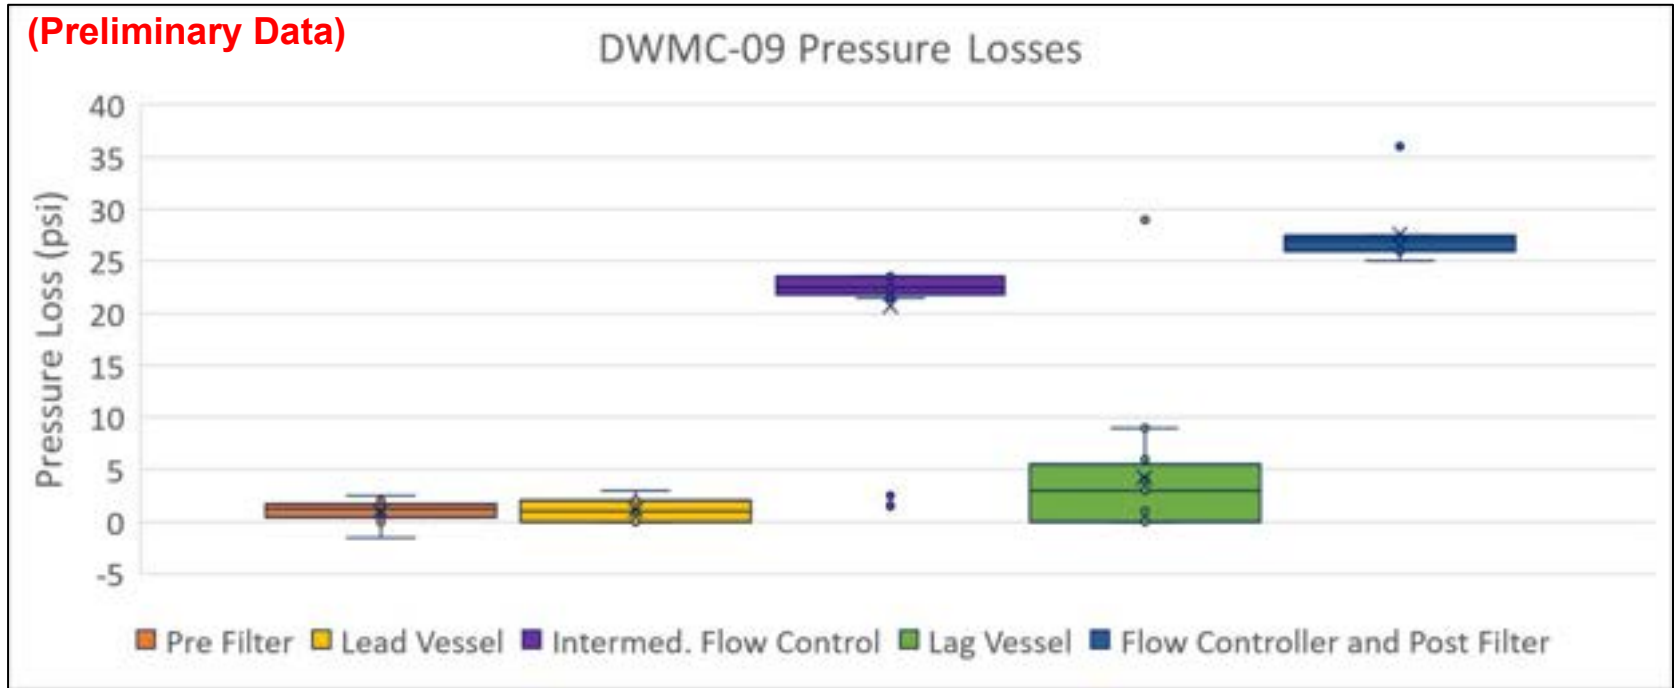 (Preliminary Data)
DWMC-09 Pressure Losses
Pressure Loss (psi)
40
35
30
25
20
15
10
5
0
-5
Pre Filter Lead Vessel Intermed. Flow Control Lag Vessel Flow Controller and Post Filter